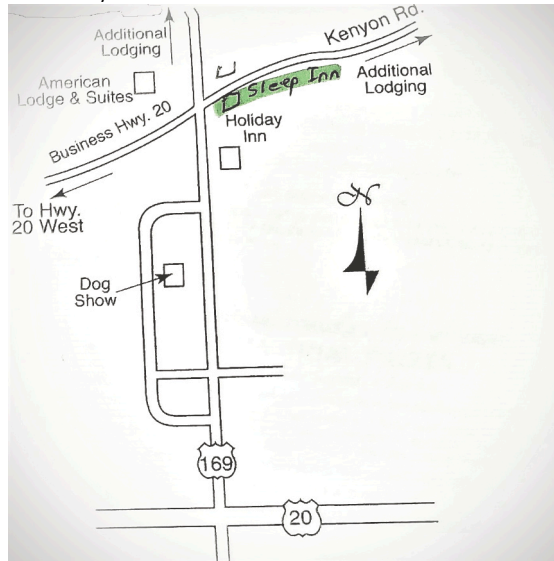 Additional
Lodging
Kenyon Rd.
American
Lodge & Suites
Sleep Inn
Additional
Lodging
Business Hwy. 20
Holiday
Inn
To Hwy.
20 West
N
Dog
Show
169
20